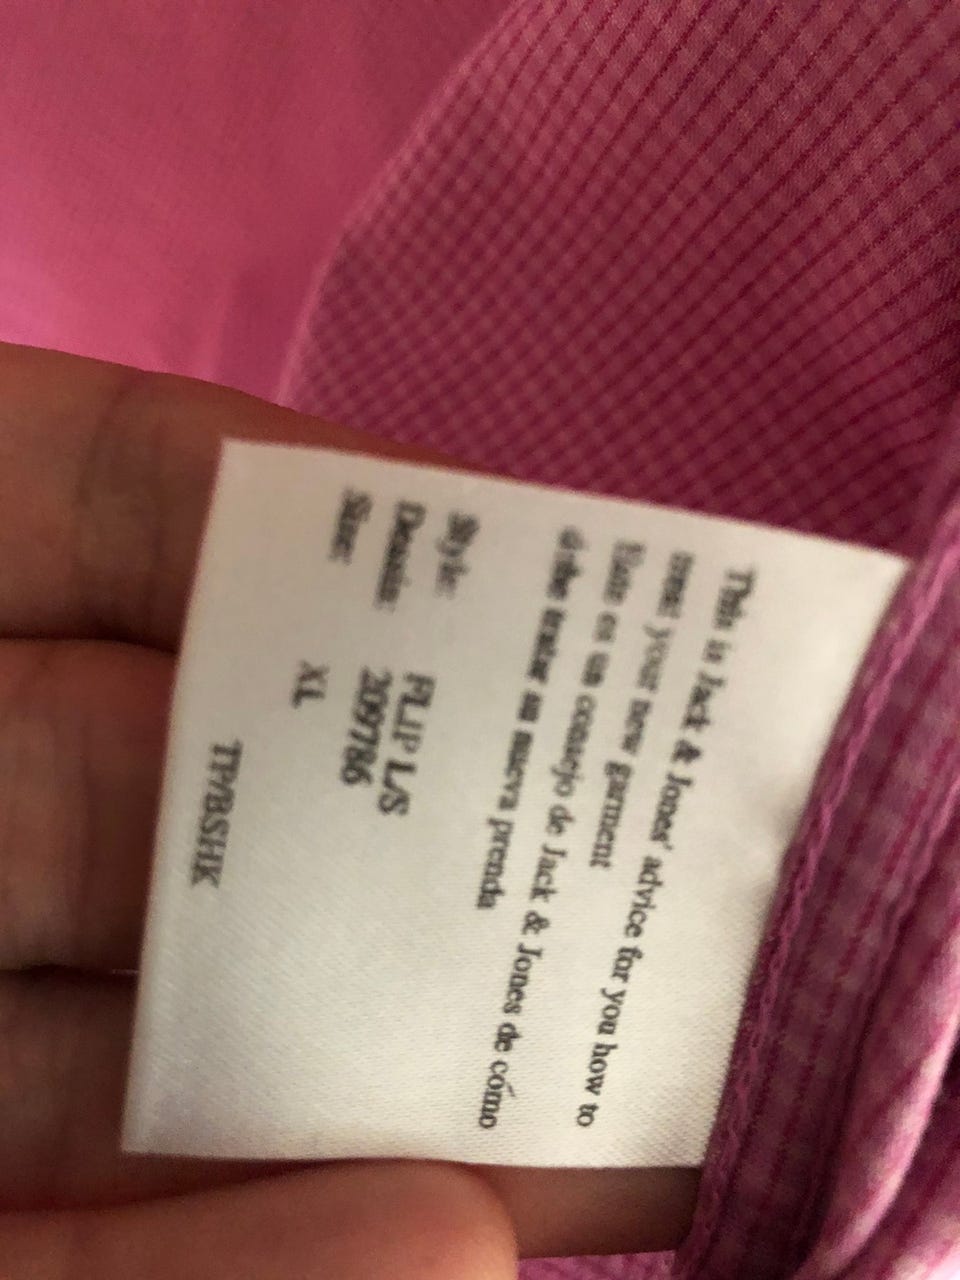 This is Jack & Jones' advice for you how to
treat your new garment
Este es un consejo de Jack & Jones de cómo
debe tratar su nueva prenda
Style: FLIP L/S
Dessin: 209786
Size: XL
TP/BSHK